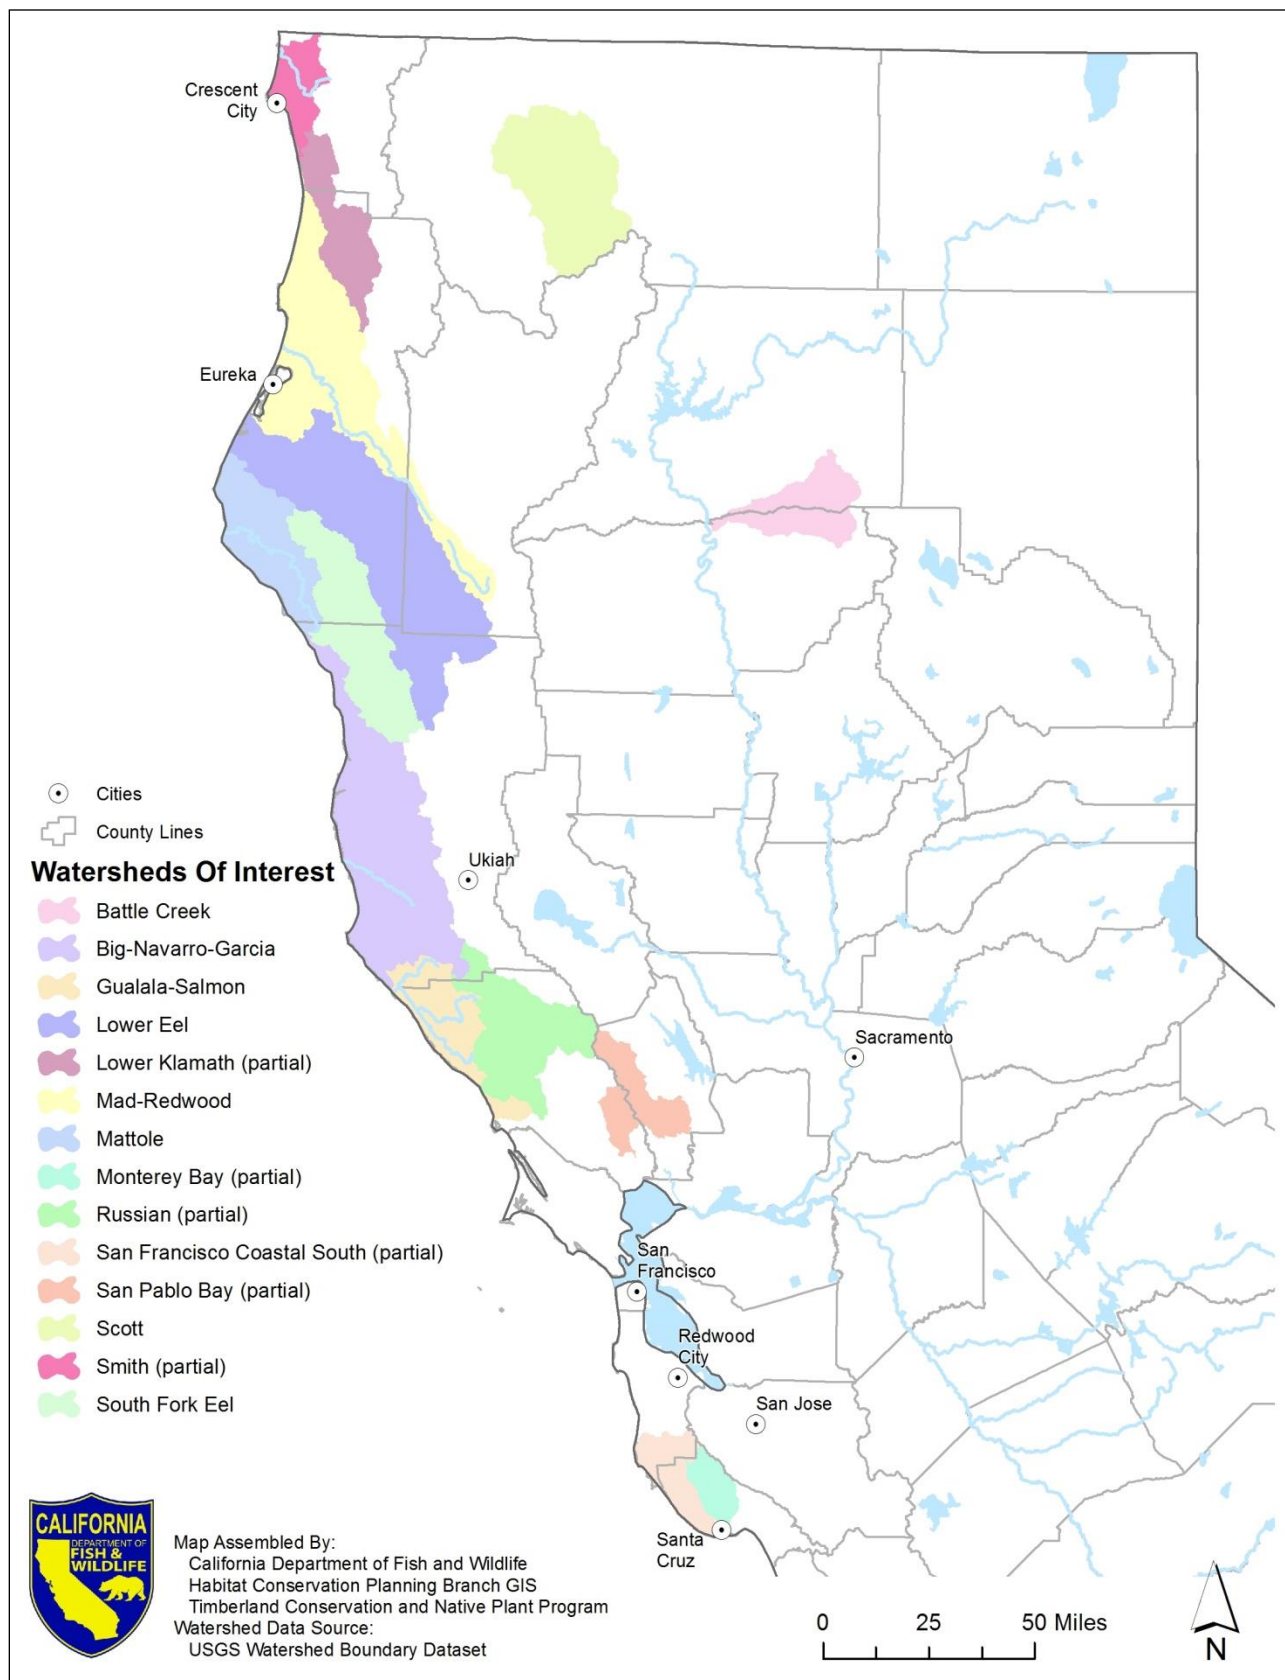 Crescent
City
Eureka
Cities
County Lines
Ukiah
Watersheds Of Interest
Battle Creek
Big-Navarro-Garcia
Gualala-Salmon
Lower Eel
Lower Klamath (partial)
Mad-Redwood
Mattole
Monterey Bay (partial)
Russian (partial)
San Francisco Coastal South (partial)
San Pablo Bay (partial)
Scott
Smith (partial)
South Fork Eel
Sacramento
San
Francisco
Redwood
City
San Jose
Santa
Cruz
CALIFORNIA
DEPARTMENT OF
FISH &
WILDLIFE
Map Assembled By:
California Department of Fish and Wildlife
Habitat Conservation Planning Branch GIS
Timberland Conservation and Native Plant Program
Watershed Data Source:
USGS Watershed Boundary Dataset
0 25 50 Miles
N